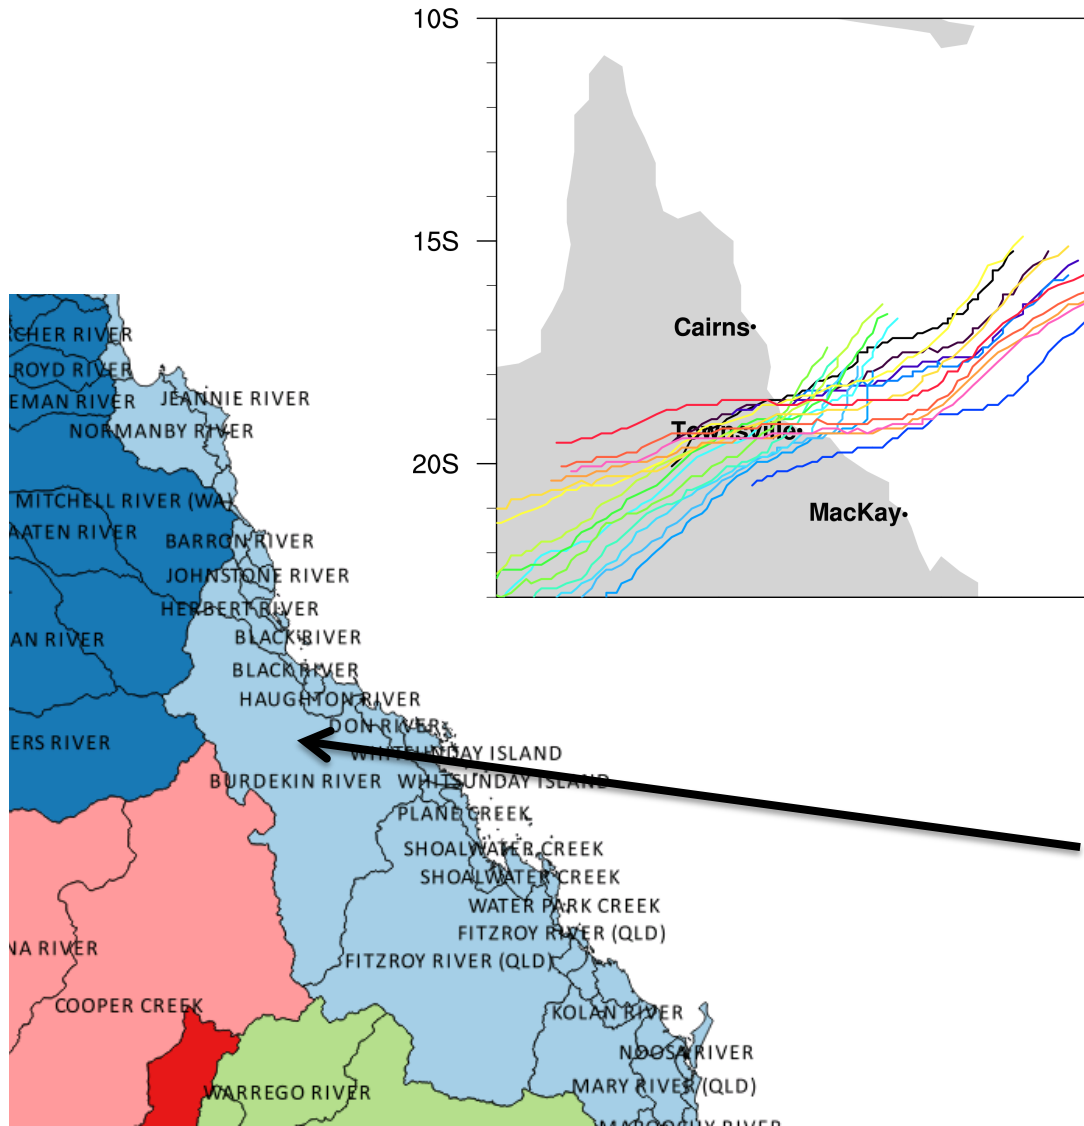 10S
15S
20S
Cairns
Townsville
MacKay
CHER RIVER
ROYD RIVER
EMAN RIVER
JEANNIE RIVER
NORMANBY RIVER
MITCHELL RIVER (WA)
AATEN RIVER
BARRON RIVER
JOHNSTONE RIVER
HERBERT RIVER
AN RIVER
BLACK RIVER
BLACK RIVER
HAUGHTON RIVER
DON RIVER
ERS RIVER
WHITSUNDAY ISLAND
BURDEKIN RIVER
WHITSUNDAY ISLAND
PLANE CREEK
SHOALWATER CREEK
SHOALWATER CREEK
WATER PARK CREEK
FITZROY RIVER (QLD)
NA RIVER
FITZROY RIVER (QLD)
COOPER CREEK
KOLAN RIVER
NOOSA RIVER
MARY RIVER (QLD)
WARREGO RIVER
MAROOCHY RIVER